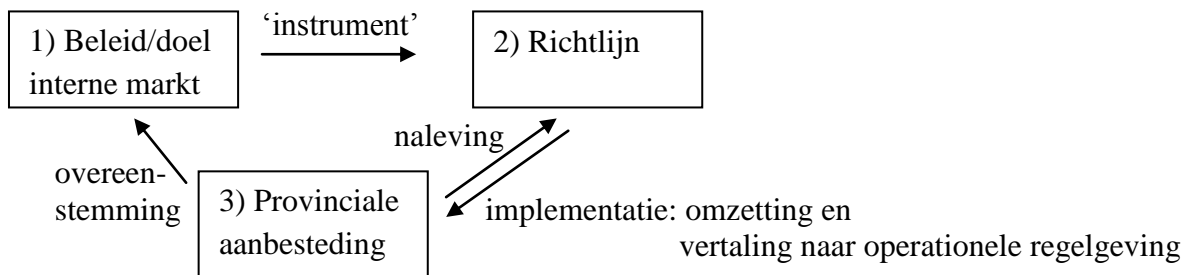 ‘instrument’
1) Beleid/doel
interne markt
2) Richtlijn
naleving
overeen-
stemming
3) Provinciale
aanbesteding
implementatie: omzetting en
vertaling naar operationele regelgeving